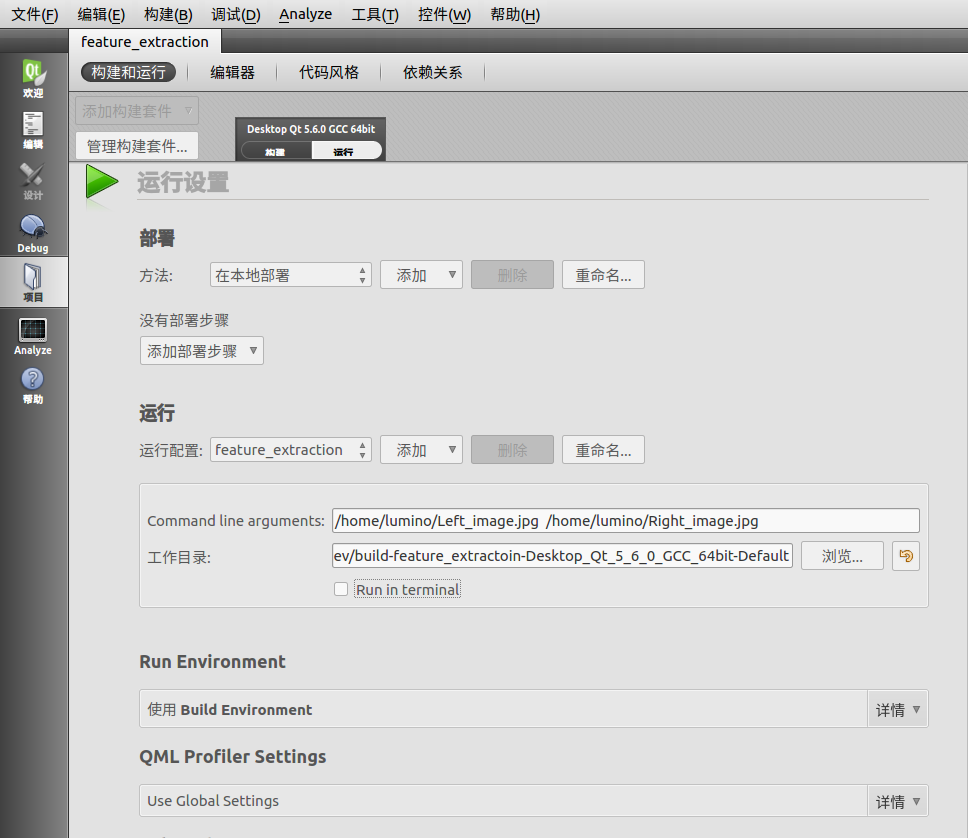 文件(F) 编辑(E) 构建(B) 调试(D) Analyze 工具(T) 控件(W) 帮助(H)
feature_extraction
构建和运行 编辑器 代码风格 依赖关系
添加构建套件
管理构建套件...
Desktop Qt 5.6.0 GCC 64bit
构建 运行
Qt
欢迎
编辑
设计
Debug
项目
Analyze
帮助
运行设置
部署
方法: 在本地部署 添加 删除 重命名...
没有部署步骤
添加部署步骤
运行
运行配置: feature_extraction 添加 删除 重命名...
Command line arguments: /home/lumino/Left_image.jpg /home/lumino/Right_image.jpg
工作目录: ev/build-feature_extractoin-Desktop_Qt_5_6_0_GCC_64bit-Default 浏览...
Run in terminal
Run Environment
使用 Build Environment 详情
QML Profiler Settings
Use Global Settings 详情